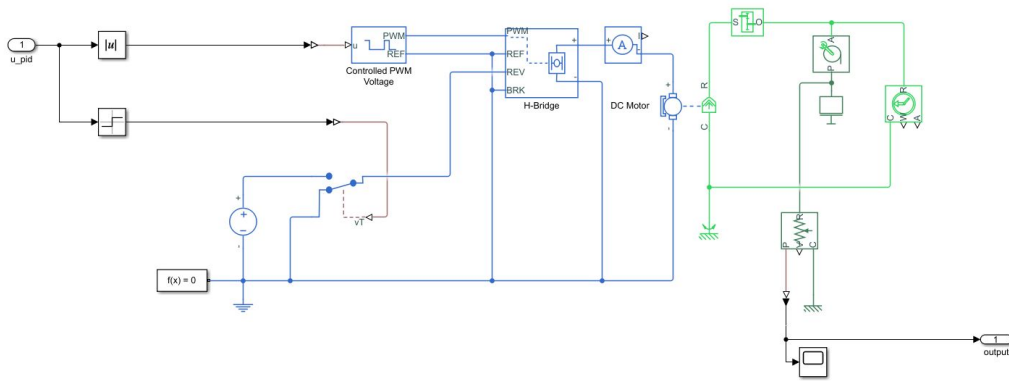 1
u_pid
|u|
u
PWM
REF
Controlled PWM
Voltage
PWM
REF
REV
BRK
+
-
H-Bridge
A
I
+
-
DC Motor
R
C
S
O
A
P
R
C
W
A
+
+
−
-
vT
f(x) = 0
R
P
V
C
1
output